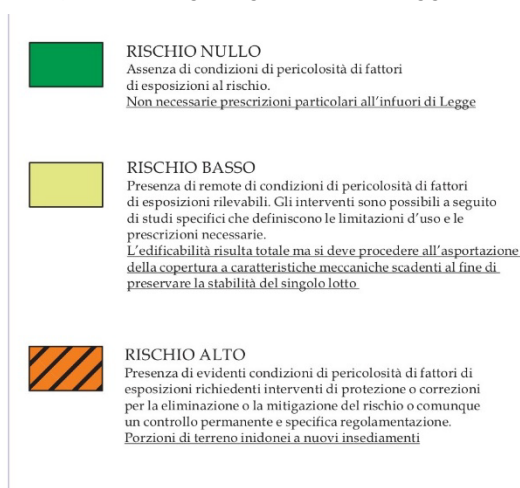 RISCHIO NULLO
Assenza di condizioni di pericolosità di fattori
di esposizioni al rischio.
Non necessarie prescrizioni particolari all'infuori di Legge
RISCHIO BASSO
Presenza di remote di condizioni di pericolosità di fattori
di esposizioni rilevabili. Gli interventi sono possibili a seguito
di studi specifici che definiscono le limitazioni d'uso e le
prescrizioni necessarie.
L'edificabilità risulta totale ma si deve procedere all'asportazione
della copertura a caratteristiche meccaniche scadenti al fine di
preservare la stabilità del singolo lotto
RISCHIO ALTO
Presenza di evidenti condizioni di pericolosità di fattori di
esposizioni richiedenti interventi di protezione o correzioni
per la eliminazione o la mitigazione del rischio o comunque
un controllo permanente e specifica regolamentazione.
Porzioni di terreno inidonei a nuovi insediamenti